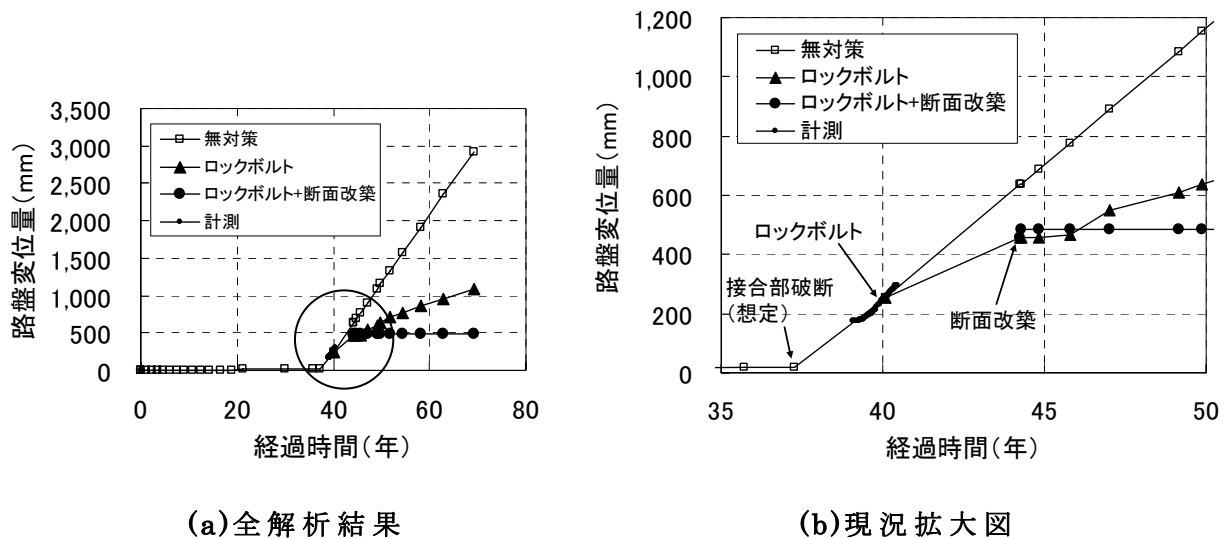 3,500
3,000
2,500
2,000
1,500
1,000
500
0
路盤変位量(mm)
無対策
ロックボルト
ロックボルト+断面改築
計測
0 20 40 60 80
経過時間(年)
(a)全解析結果
1,200
1,000
800
600
400
200
0
路盤変位量(mm)
無対策
ロックボルト
ロックボルト+断面改築
計測
ロックボルト
接合部破断
(想定)
断面改築
35 40 45 50
経過時間(年)
(b)現況拡大図